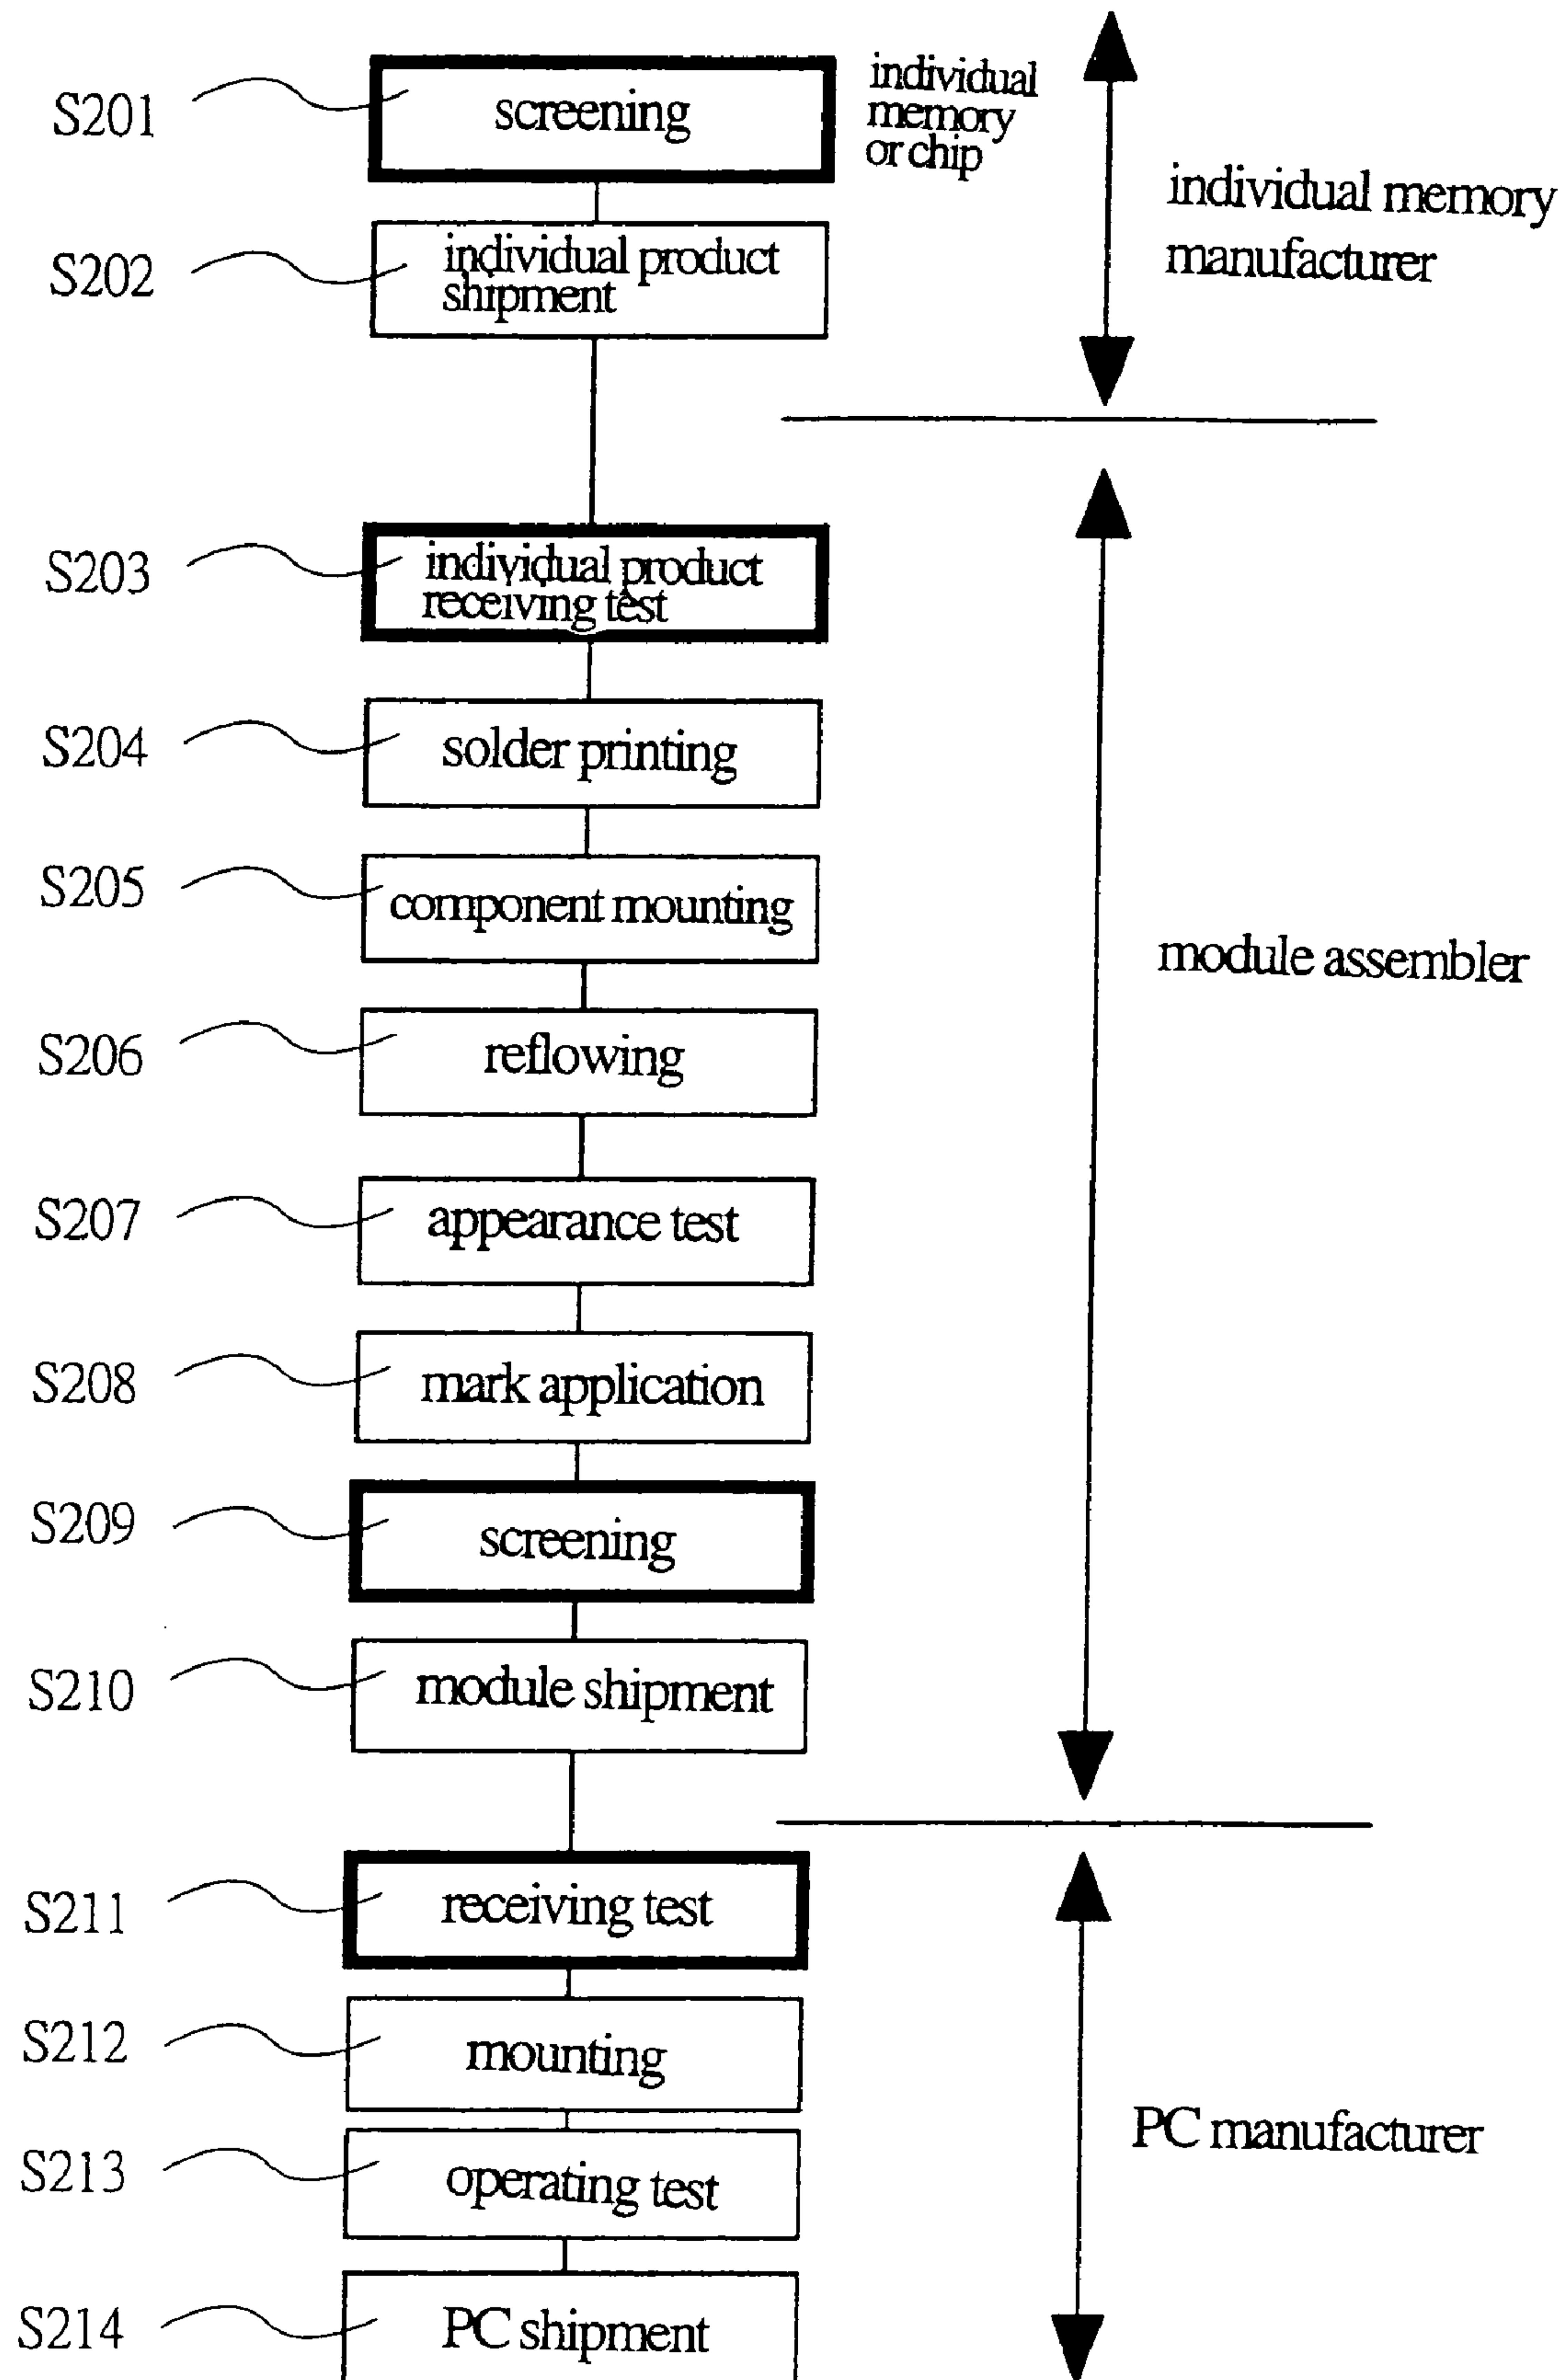 S201
screening
individual
memory
or chip
individual memory
manufacturer
S202
individual product
shipment
S203
individual product
receiving test
S204
solder printing
S205
component mounting
module assembler
S206
reflowing
S207
appearance test
S208
mark application
S209
screening
S210
module shipment
S211
receiving test
S212
mounting
PC manufacturer
S213
operating test
S214
PC shipment